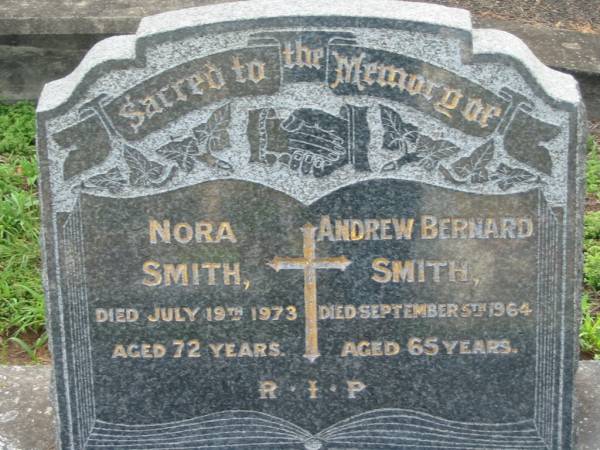 Sacred to the Memory of
NORA
SMITH,
DIED JULY 19TH 1973
AGED 72 YEARS.
ANDREW BERNARD
SMITH,
DIED SEPTEMBER 5TH 1964
AGED 65 YEARS.
R·I·P